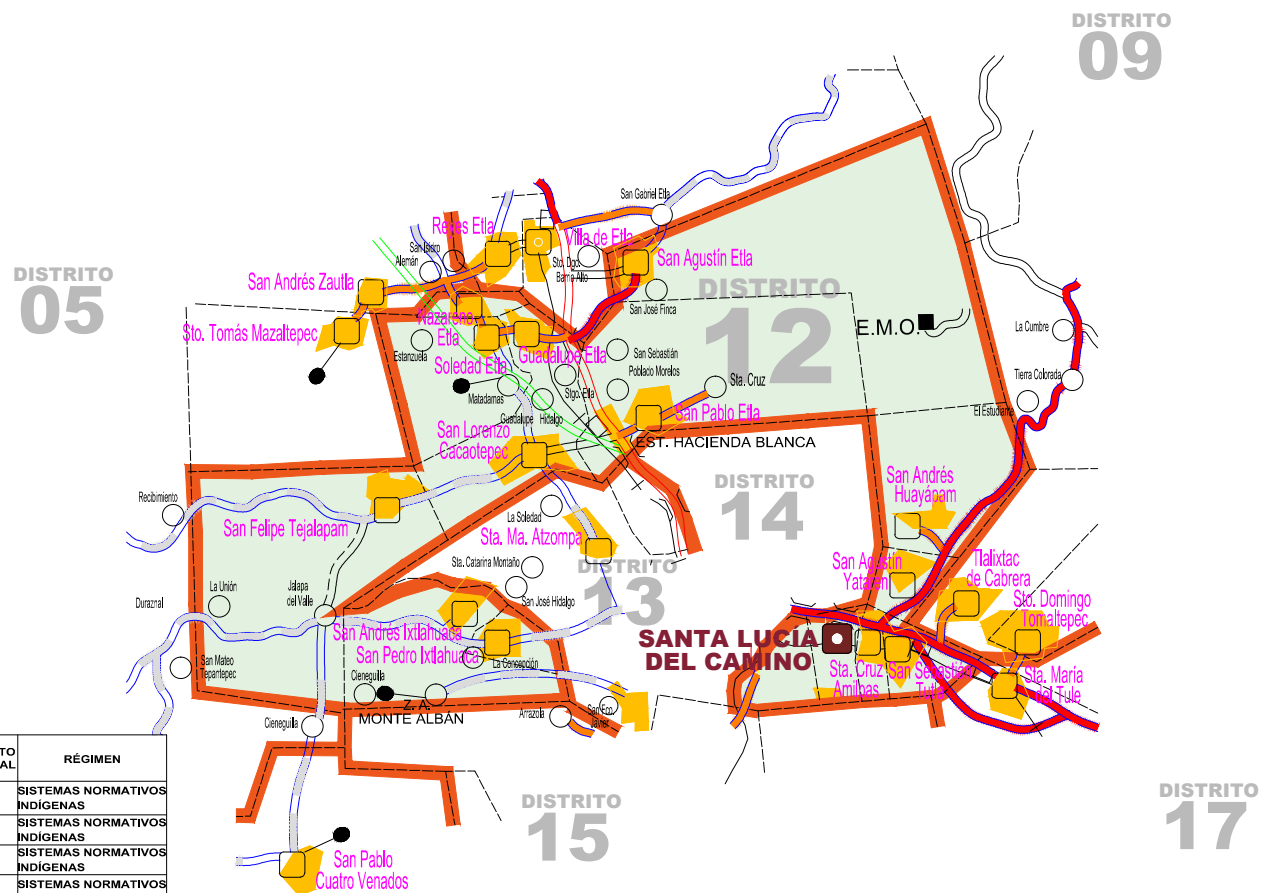 DISTRITO
09
DISTRITO
05
San Gabriel Etla
Reyes Etla
Villa de Etla
San Isidro
Alemán
Sto. Dgo.
Barrio Alto
San Agustín Etla
San Andrés Zautla
San José Finca
DISTRITO
12
Sto. Tomás Mazaltepec
Nazareno
Etla
E.M.O.
La Cumbre
Estanzuela
Guadalupe Etla
San Sebastián
Soledad Etla
Poblado Morelos
Tierra Colorada
Matadamas
Stgo. Etla
Sta. Cruz
Guadalupe
Hidalgo
El Estudiante
San Pablo Etla
San Lorenzo
Cacaotepec
EST. HACIENDA BLANCA
San Andrés
Huayápam
DISTRITO
14
Recibimiento
La Soledad
San Felipe Tejalapam
Sta. Ma. Atzompa
Sta. Catarina Montaño
San Agustín
Yatareni
Tlalixtac
de Cabrera
DISTRITO
13
La Unión
Jalapa
del Valle
San José Hidalgo
Duraznal
Sto. Domingo
Tomaltepec
San Andrés Ixtlahuaca
San Pedro Ixtlahuaca
SANTA LUCIA
DEL CAMINO
La Concepción
San Mateo
Tepantepec
Sta. Cruz
Amilpas
San Sebastián
Tutla
Sta. María
del Tule
Cieneguilla
Z. A.
MONTE ALBÁN
Arrazola
San Fco.
Javier
Cieneguilla
TO
AL
RÉGIMEN
SISTEMAS NORMATIVOS
INDÍGENAS
SISTEMAS NORMATIVOS
INDÍGENAS
SISTEMAS NORMATIVOS
INDÍGENAS
SISTEMAS NORMATIVOS
DISTRITO
15
DISTRITO
17
San Pablo
Cuatro Venados